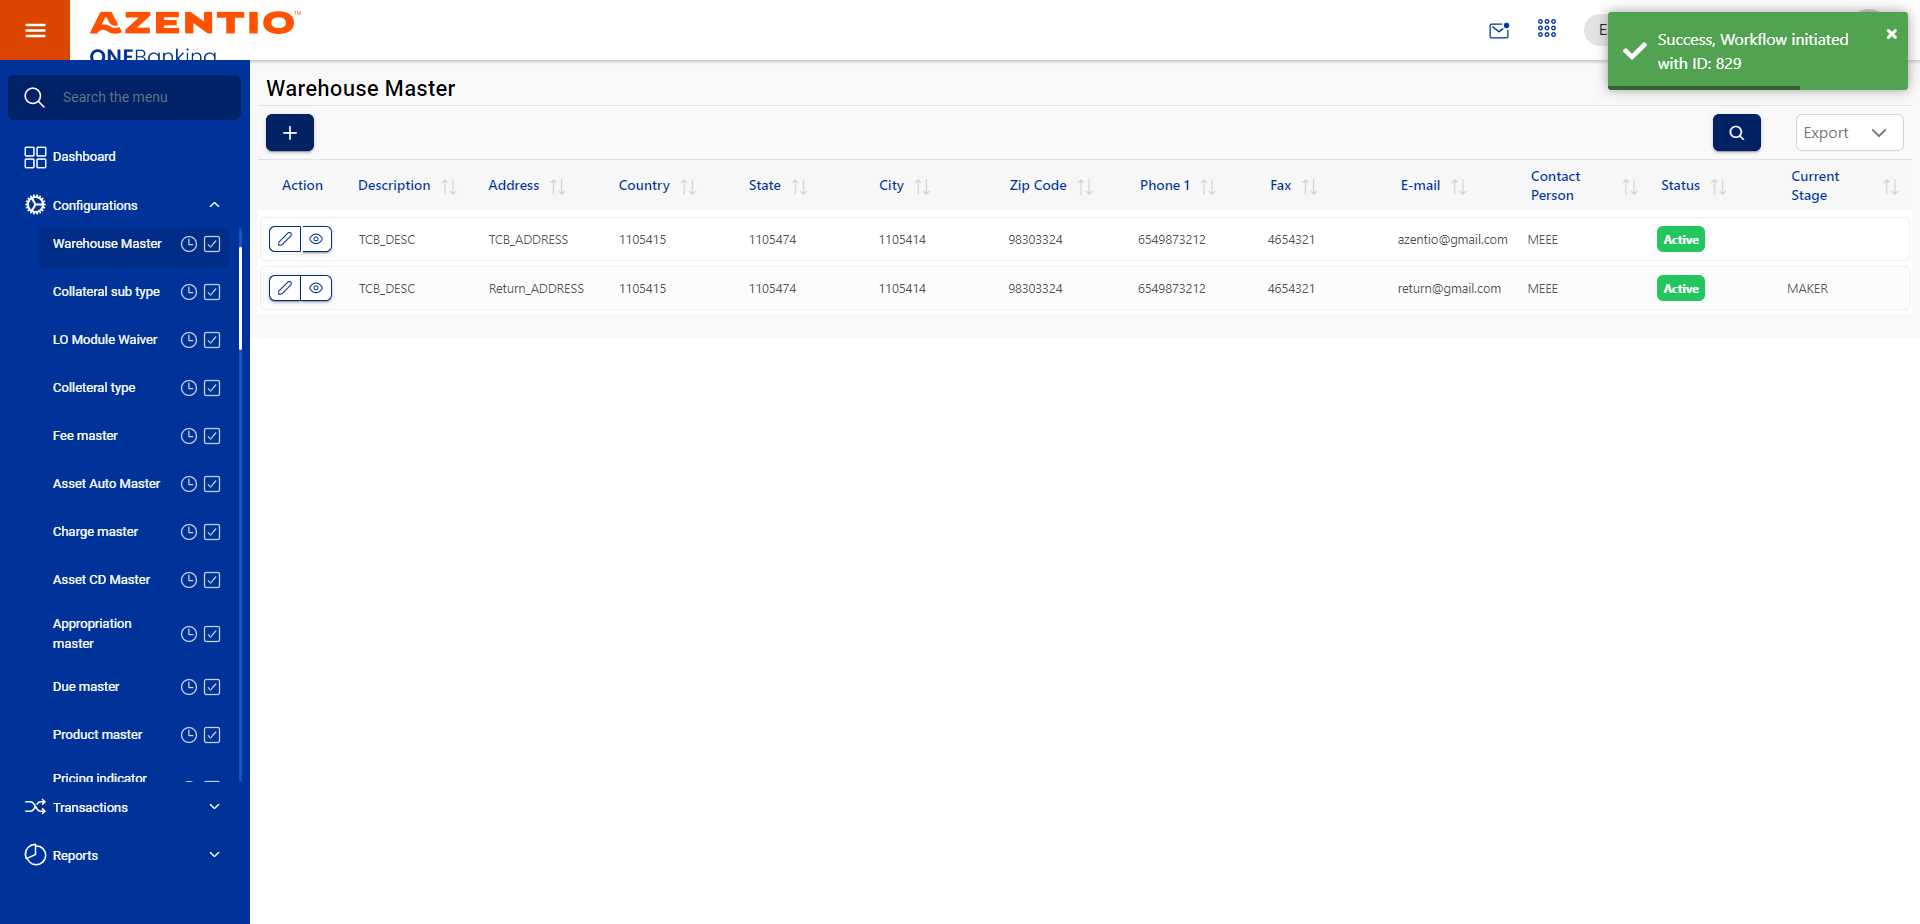 AZENTIO™
ONEBanking
E
Success, Workflow initiated
with ID: 829
Search the menu
Dashboard
Configurations
Warehouse Master
Collateral sub type
LO Module Waiver
Colleteral type
Fee master
Asset Auto Master
Charge master
Asset CD Master
Appropriation
master
Due master
Product master
Pricing indicator
Transactions
Reports
Warehouse Master
Export
Action Description Address Country State City Zip Code Phone 1 Fax E-mail Contact Person Status Current Stage
TCB_DESC TCB_ADDRESS 1105415 1105474 1105414 98303324 6549873212 4654321 azentio@gmail.com MEEE Active
TCB_DESC Return_ADDRESS 1105415 1105474 1105414 98303324 6549873212 4654321 return@gmail.com MEEE Active MAKER